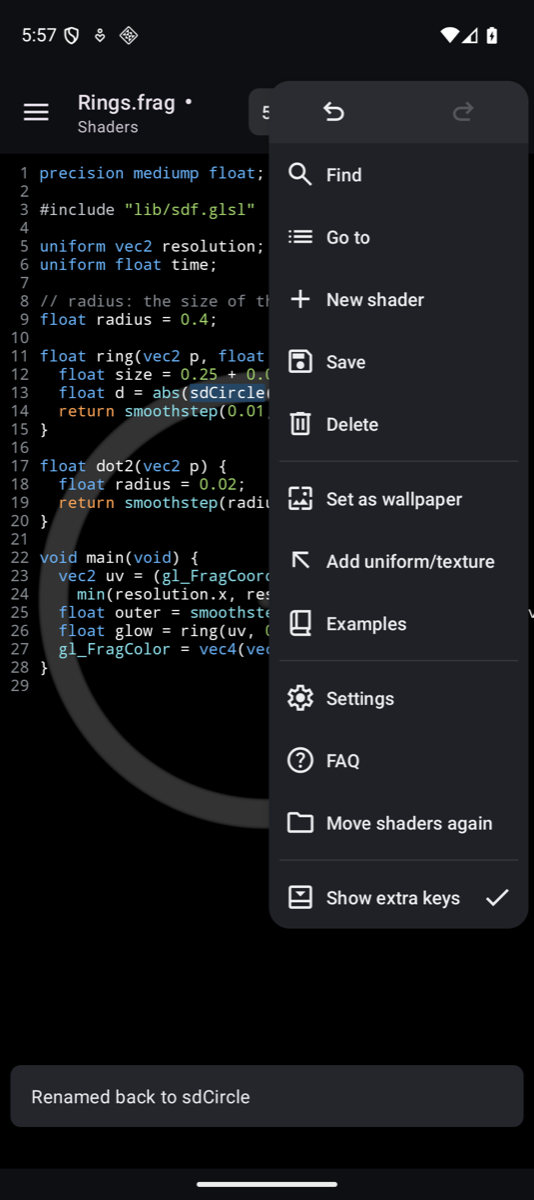 5:57
Rings.frag •
Shaders
5
1 precision mediump float;
2
3 #include "lib/sdf.glsl"
4
5 uniform vec2 resolution;
6 uniform float time;
7
8 // radius: the size of th
9 float radius = 0.4;
10
11 float ring(vec2 p, float
12 float size = 0.25 + 0.0
13 float d = abs(sdCircle(
14 return smoothstep(0.01
15 }
16
17 float dot2(vec2 p) {
18 float radius = 0.02;
19 return smoothstep(radiu
20 }
21
22 void main(void) {
23 vec2 uv = (gl_FragCoord
24 min(resolution.x, res
25 float outer = smoothste
26 float glow = ring(uv, 0
27 gl_FragColor = vec4(vec
28 }
29
Find
Go to
New shader
Save
Delete
Set as wallpaper
Add uniform/texture
Examples
Settings
FAQ
Move shaders again
Show extra keys
Renamed back to sdCircle